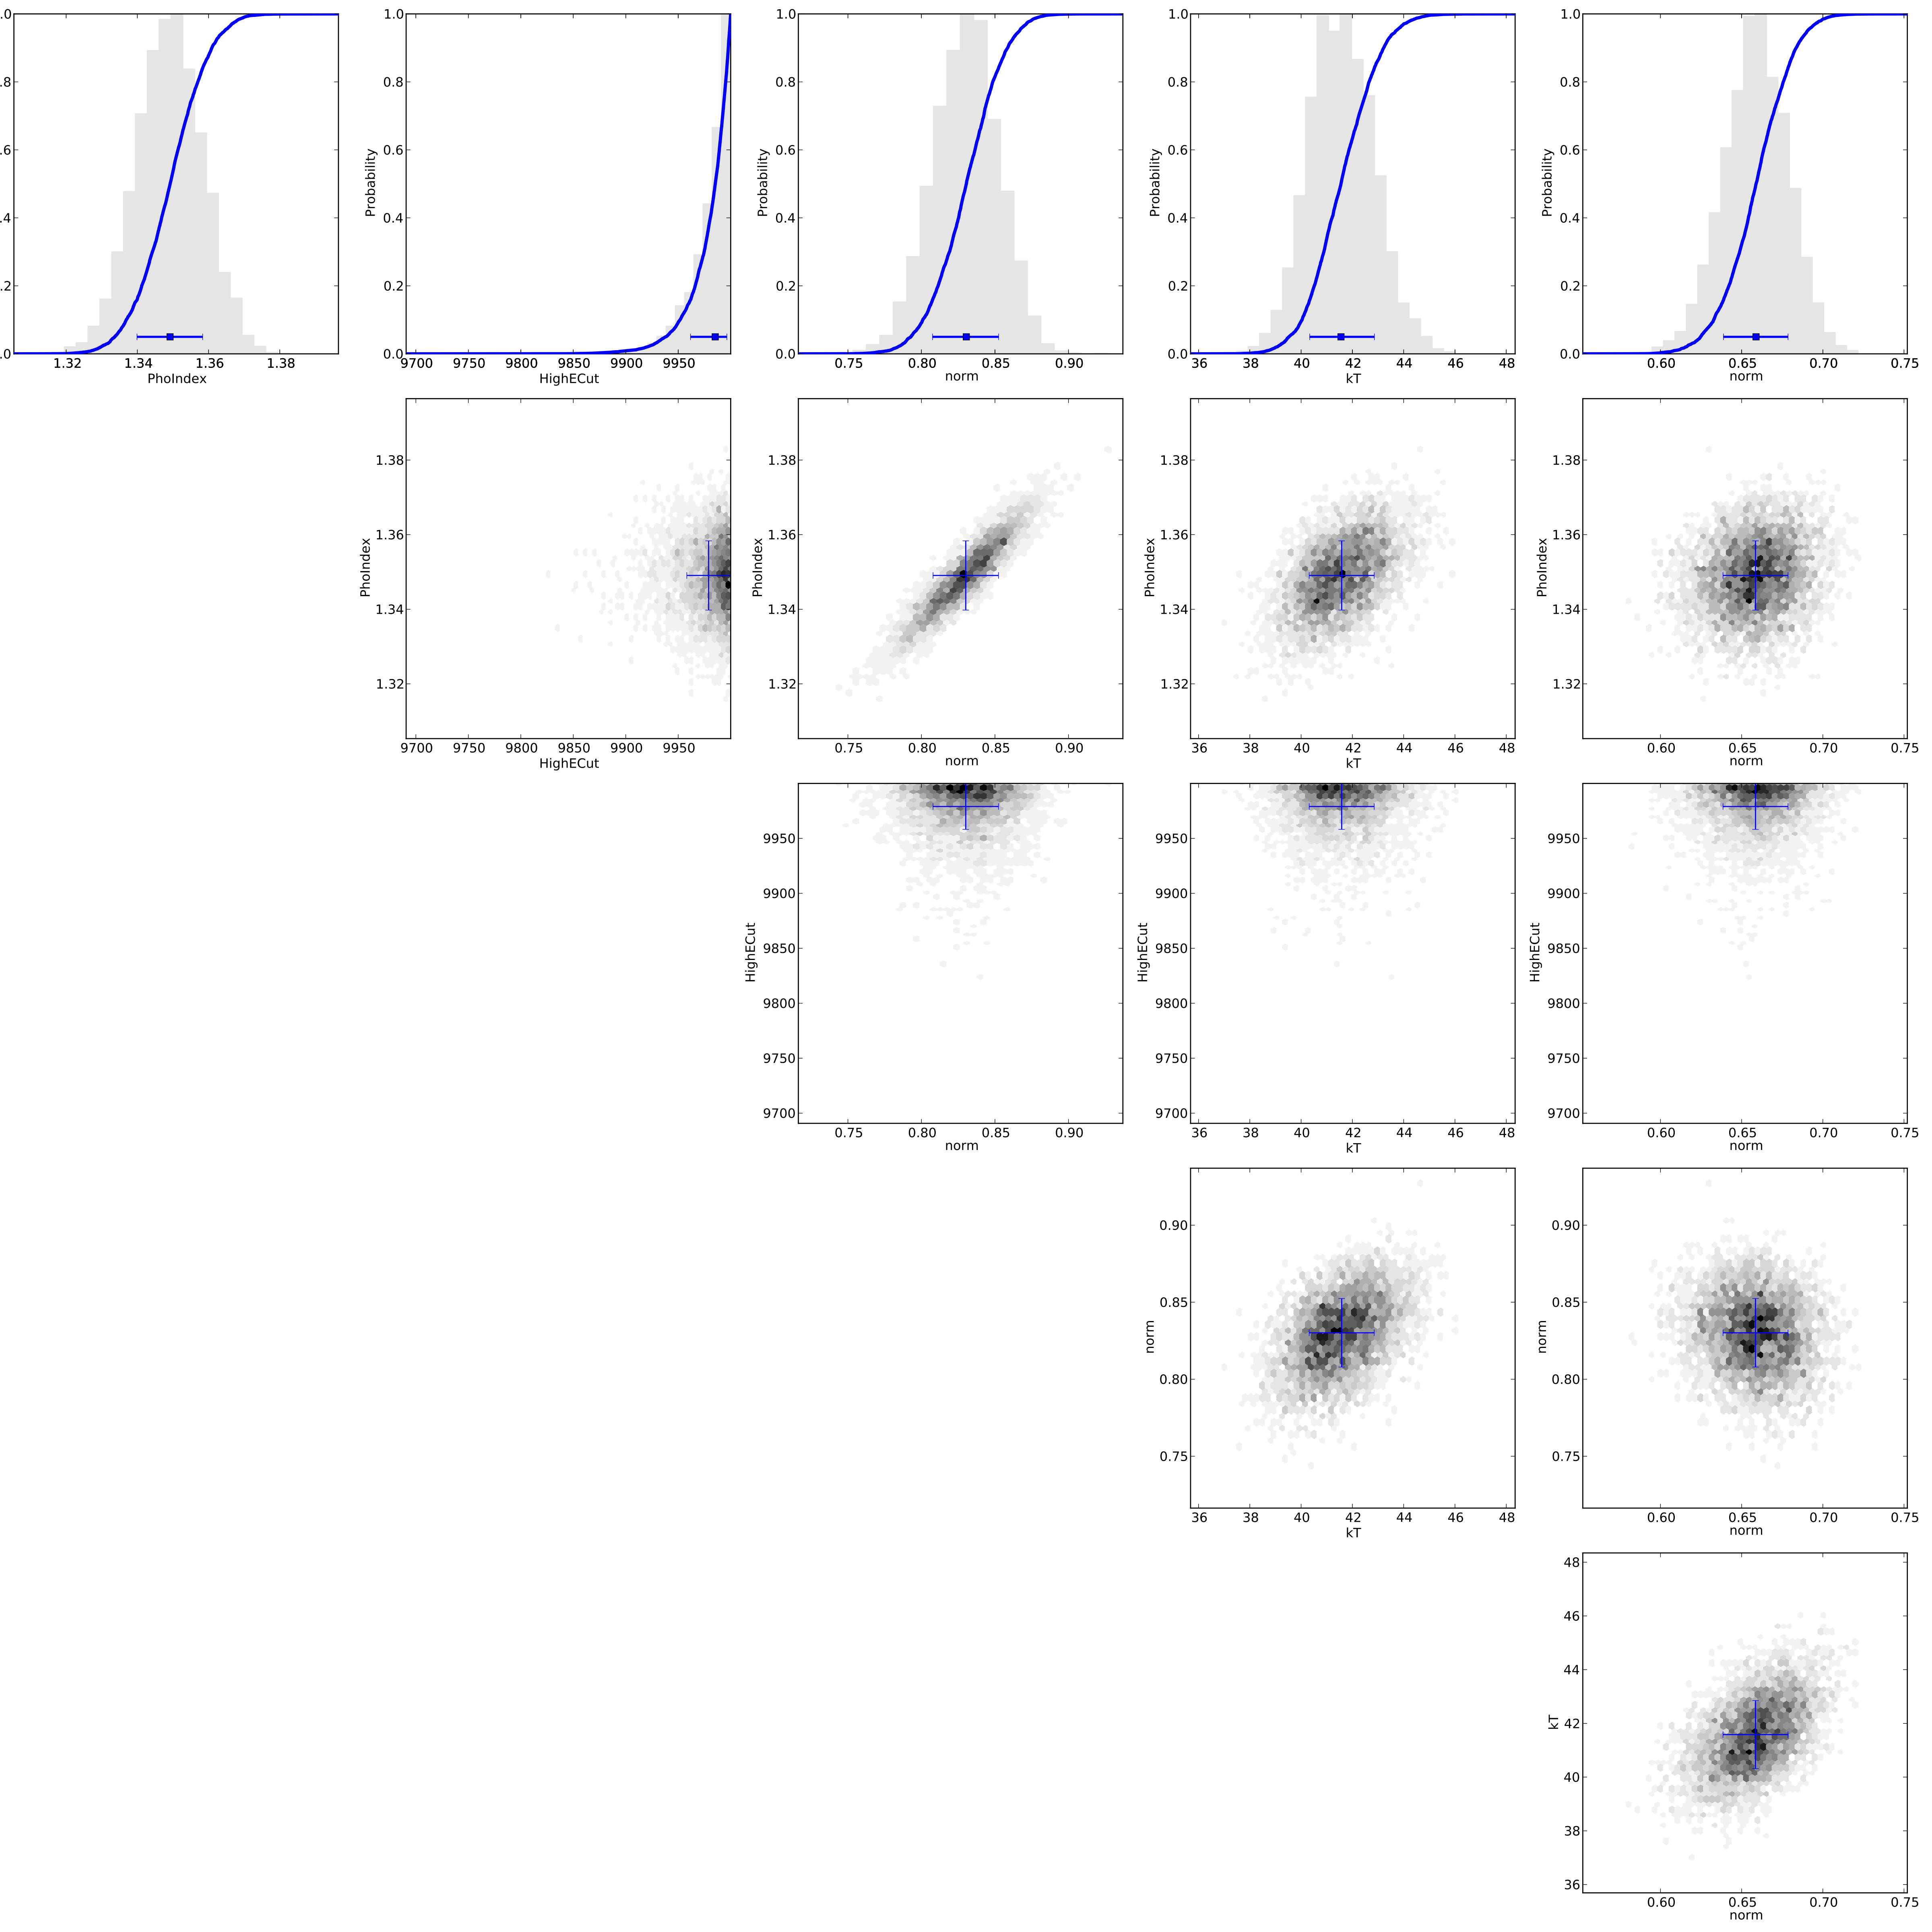 .0 1.0 1.0 1.0 1.0
.8 0.8 0.8 0.8 0.8
.6 0.6 0.6 0.6 0.6
Probability Probability Probability Probability
.4 0.4 0.4 0.4 0.4
.2 0.2 0.2 0.2 0.2
.0 0.0 0.0 0.0 0.0
1.32 1.34 1.36 1.38 9700 9750 9800 9850 9900 9950 0.75 0.80 0.85 0.90 36 38 40 42 44 46 48 0.60 0.65 0.70 0.75
PhoIndex HighECut norm kT norm
1.38 1.38 1.38 1.38
1.36 1.36 1.36 1.36
PhoIndex PhoIndex PhoIndex PhoIndex
1.34 1.34 1.34 1.34
1.32 1.32 1.32 1.32
9700 9750 9800 9850 9900 9950 0.75 0.80 0.85 0.90 36 38 40 42 44 46 48 0.60 0.65 0.70 0.75
HighECut norm kT norm
9950 9950 9950
9900 9900 9900
HighECut HighECut HighECut
9850 9850 9850
9800 9800 9800
9750 9750 9750
9700 9700 9700
0.75 0.80 0.85 0.90 36 38 40 42 44 46 48 0.60 0.65 0.70 0.75
norm kT norm
0.90 0.90
0.85 0.85
norm norm
0.80 0.80
0.75 0.75
36 38 40 42 44 46 48 0.60 0.65 0.70 0.75
kT norm
48
46
44
kT 42
40
38
36
0.60 0.65 0.70 0.75
norm